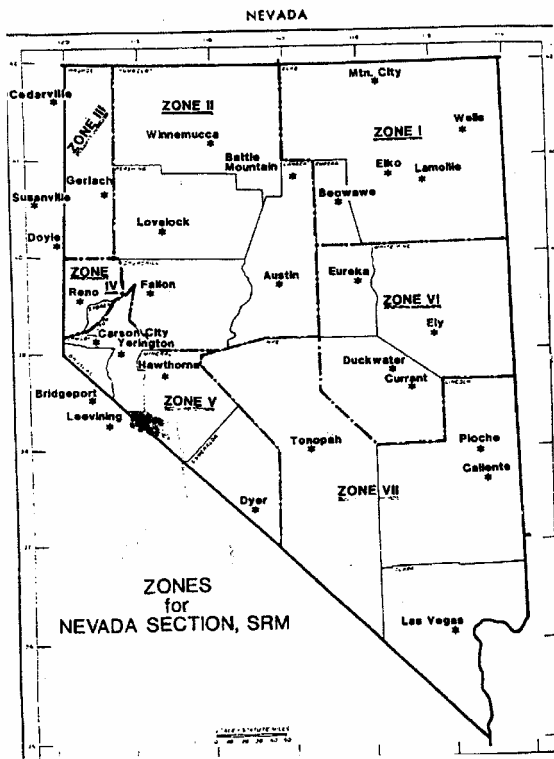 NEVADA
Mtn. City
Cedarville
ZONE III
ZONE II
ZONE I
Winnemucca
Wells
Battle
Mountain
Elko
Lamoille
Gerlach
Beowawe
Susanville
Lovelock
Doyle
ZONE
IV
Reno
Fallon
Austin
Eureka
ZONE VI
Ely
Carson City
Yerington
Hawthorne
Duckwater
Currant
Bridgeport
Leevining
ZONE V
Tonopah
Pioche
Caliente
ZONE VII
Dyer
ZONES
for
NEVADA SECTION, SRM
Las Vegas